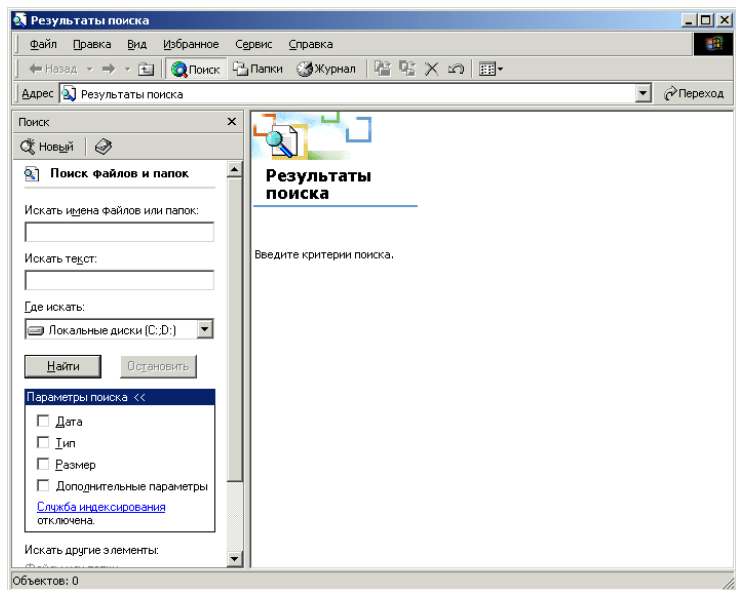 Результаты поиска
Файл Правка Вид Избранное Сервис Справка
Назад Поиск Папки Журнал
Адрес Результаты поиска Переход
Поиск
Новый
Поиск файлов и папок
Искать имена файлов или папок:
Искать текст:
Где искать:
Локальные диски (C:;D:)
Найти Остановить
Параметры поиска <<
Дата
Тип
Размер
Дополнительные параметры
Служба индексирования
отключена.
Искать другие элементы:
Результаты
поиска
Введите критерии поиска.
Объектов: 0